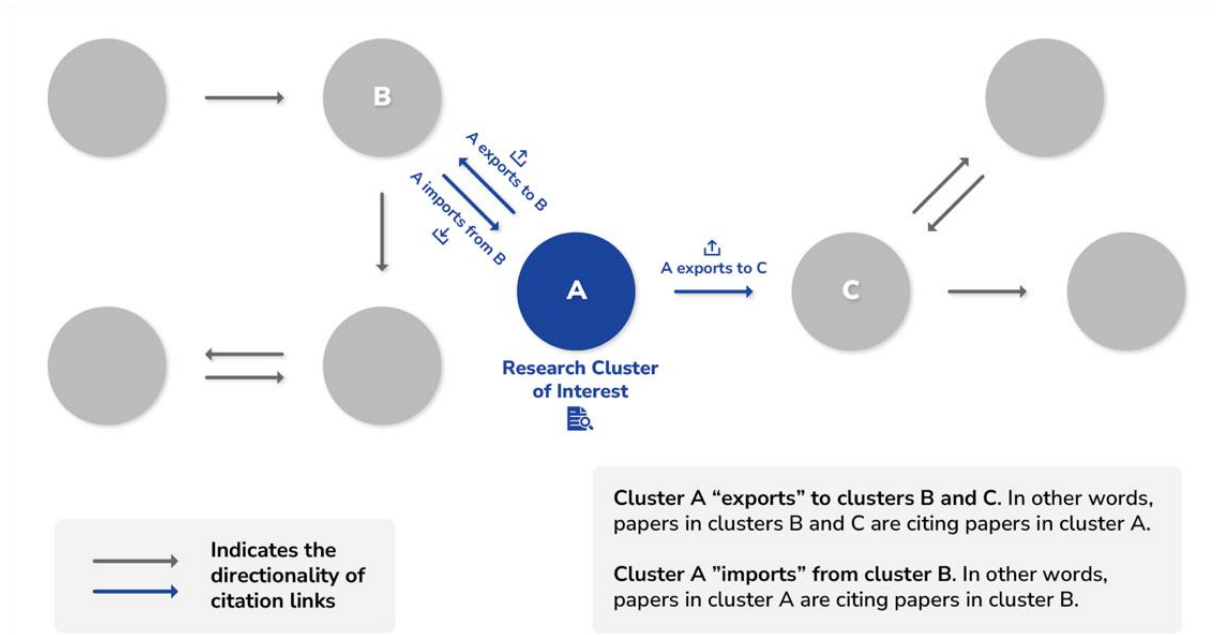 B
A exports to B
A imports from B
A
A exports to C
C
Research Cluster
of Interest
Indicates the
directionality of
citation links
Cluster A “exports” to clusters B and C. In other words,
papers in clusters B and C are citing papers in cluster A.
Cluster A ”imports” from cluster B. In other words,
papers in cluster A are citing papers in cluster B.